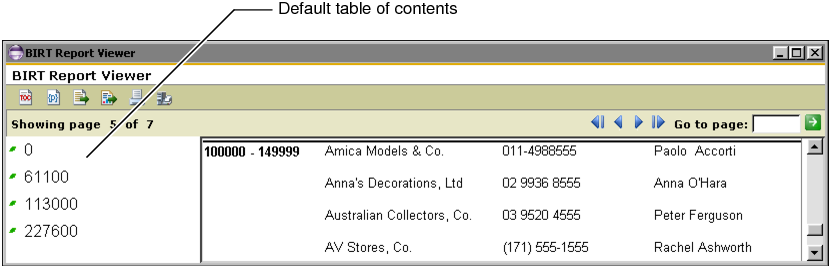 Default table of contents
BIRT Report Viewer
BIRT Report Viewer
TOC
Showing page 5 of 7
Go to page:
0
61100
113000
227600
100000 - 149999 Amica Models & Co. 011-4988555 Paolo Accorti
Anna's Decorations, Ltd 02 9936 8555 Anna O'Hara
Australian Collectors, Co. 03 9520 4555 Peter Ferguson
AV Stores, Co. (171) 555-1555 Rachel Ashworth